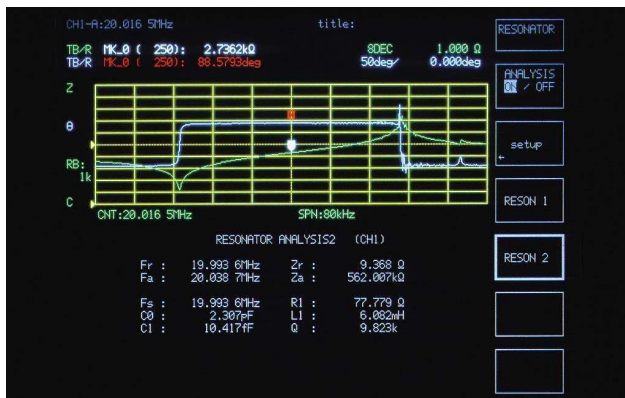 CH1-A:20.016 5MHz title:
TB/R MK_0 ( 250): 2.7362kΩ 8DEC 1.000 Ω
TB/R MK_0 ( 250): 88.5793deg 50deg/ 0.000deg
Z
θ
RB:
1k
C
CNT:20.016 5MHz SPN:80kHz
RESONATOR ANALYSIS2 (CH1)
Fr : 19.993 6MHz Zr : 9.368 Ω
Fa : 20.038 7MHz Za : 562.007kΩ
Fs : 19.993 6MHz R1 : 77.779 Ω
C0 : 2.307pF L1 : 6.082mH
C1 : 10.417fF Q : 9.823k
RESONATOR
ANALYSIS
ON / OFF
setup
←
RESON 1
RESON 2